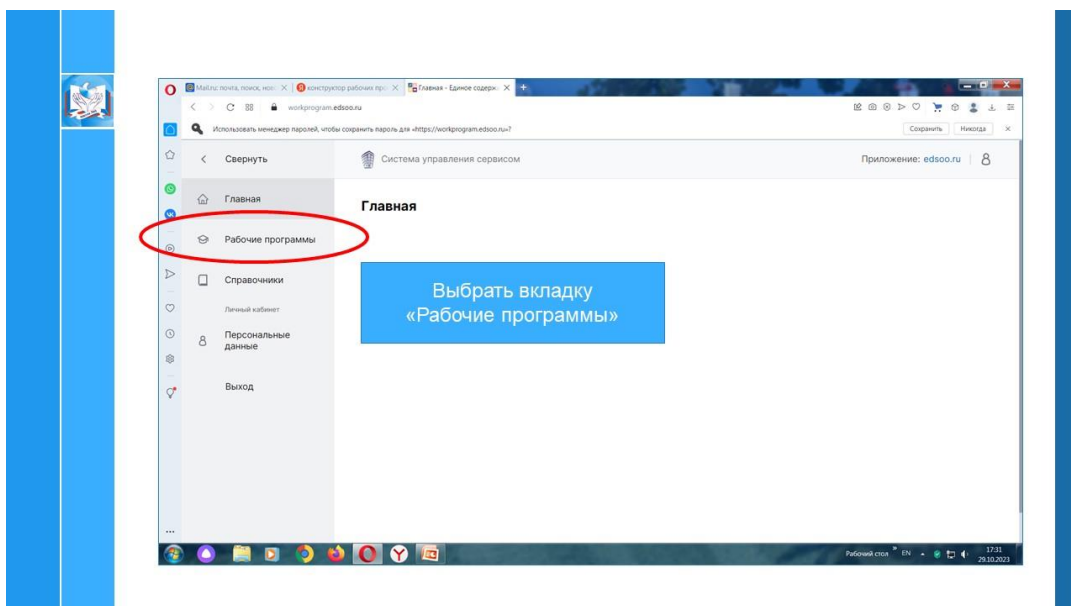 Mail.ru: почта, поиск, нов
конструктор рабочих про
Главная - Единое содерж
workprogram.edsoo.ru
Использовать менеджер паролей, чтобы сохранить пароль для «https://workprogram.edsoo.ru»?
Сохранить
Никогда
Свернуть
Система управления сервисом
Приложение: edsoo.ru
Главная
Главная
Рабочие программы
Справочники
Выбрать вкладку
«Рабочие программы»
Личный кабинет
Персональные
данные
Выход
Рабочий стол
EN
17:31
29.10.2023